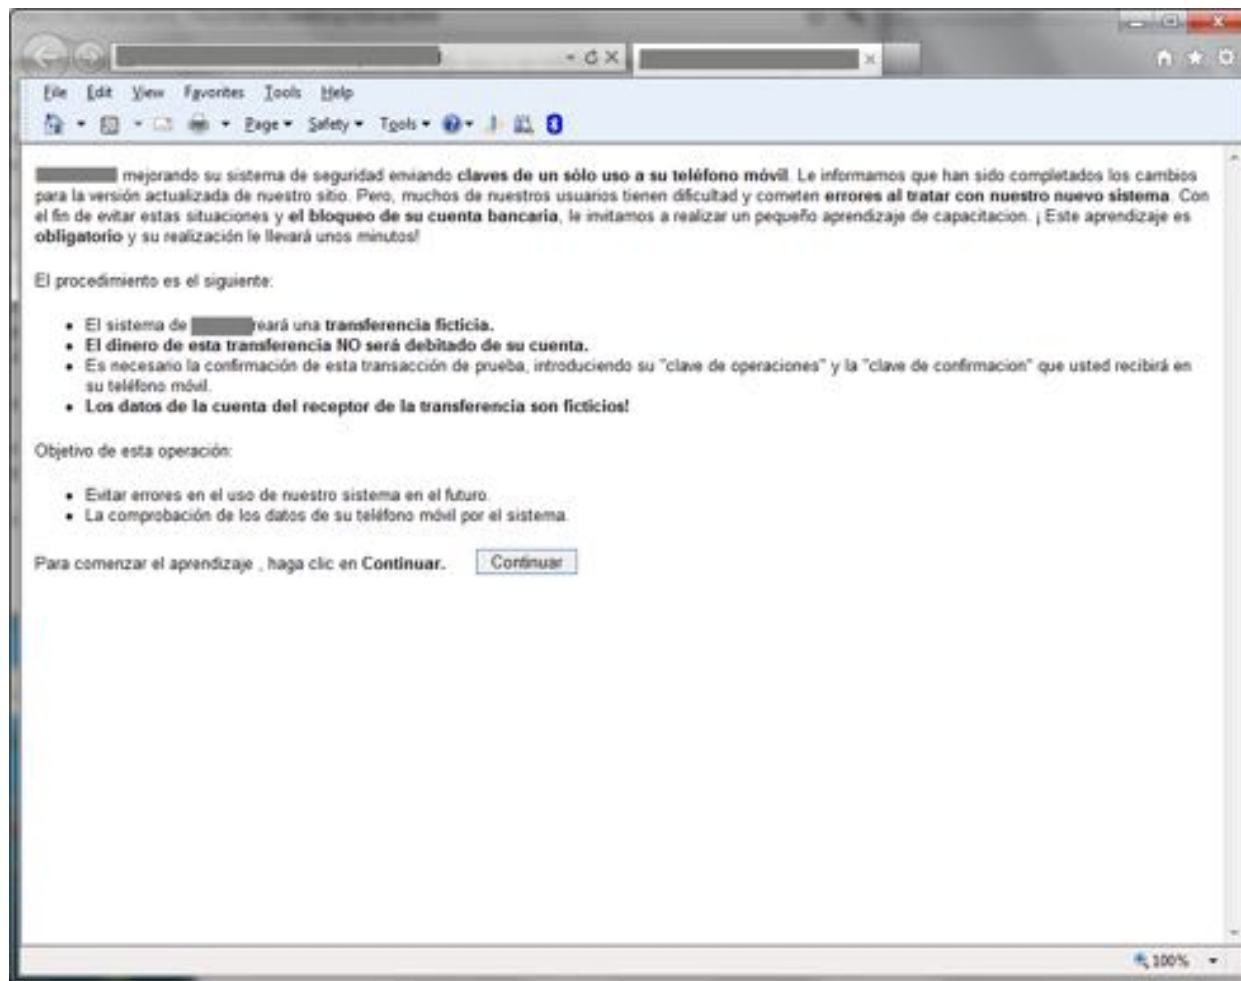 File Edit View Favorites Tools Help
Page Safety Tools
mejorando su sistema de seguridad enviando claves de un sólo uso a su teléfono móvil. Le informamos que han sido completados los cambios
para la versión actualizada de nuestro sitio. Pero, muchos de nuestros usuarios tienen dificultad y cometen errores al tratar con nuestro nuevo sistema. Con
el fin de evitar estas situaciones y el bloqueo de su cuenta bancaria, le invitamos a realizar un pequeño aprendizaje de capacitacion. ¡ Este aprendizaje es
obligatorio y su realización le llevará unos minutos!
El procedimiento es el siguiente:
El sistema de reará una transferencia ficticia.
El dinero de esta transferencia NO será debitado de su cuenta.
Es necesario la confirmación de esta transacción de prueba, introduciendo su "clave de operaciones" y la "clave de confirmacion" que usted recibirá en
su teléfono móvil.
Los datos de la cuenta del receptor de la transferencia son ficticios!
Objetivo de esta operación:
Evitar errores en el uso de nuestro sistema en el futuro.
La comprobación de los datos de su teléfono móvil por el sistema.
Para comenzar el aprendizaje , haga clic en Continuar. Continuar
100%